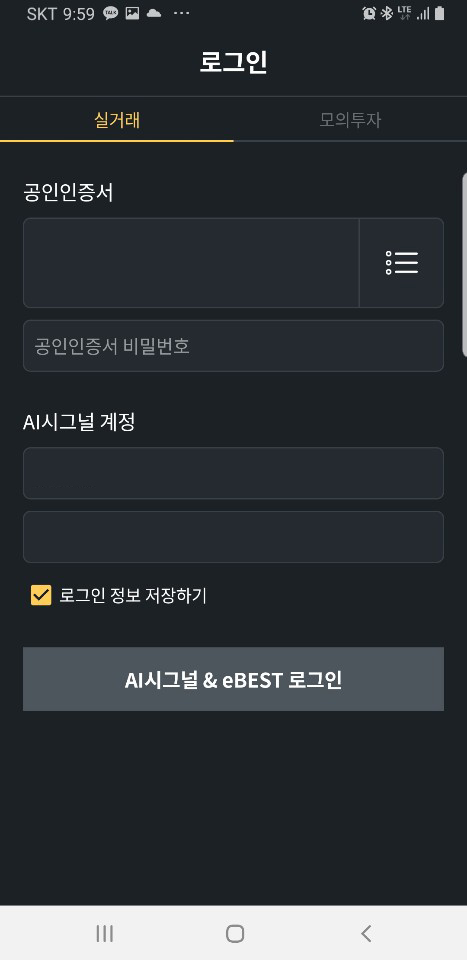 SKT 9:59
TALK
LTE
로그인
실거래
모의투자
공인인증서
공인인증서 비밀번호
AI시그널 계정
로그인 정보 저장하기
AI시그널 & eBEST 로그인